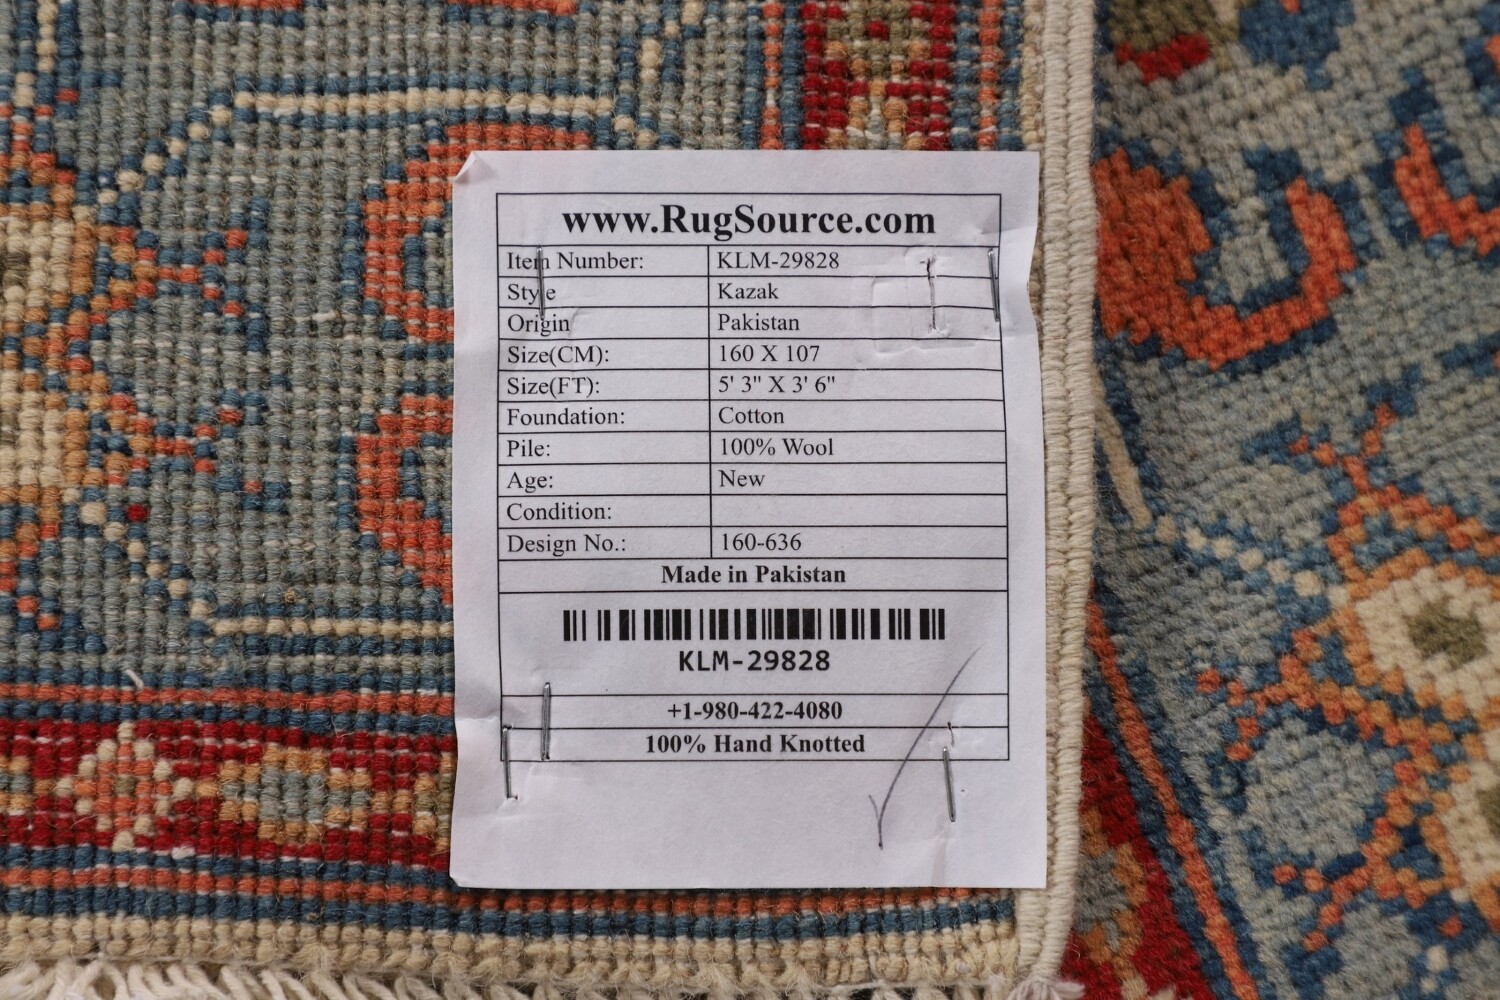 www.RugSource.com
Item Number: KLM-29828
Style Kazak
Origin Pakistan
Size(CM): 160 X 107
Size(FT): 5' 3" X 3' 6"
Foundation: Cotton
Pile: 100% Wool
Age: New
Condition:
Design No.: 160-636
Made in Pakistan
KLM-29828
+1-980-422-4080
100% Hand Knotted